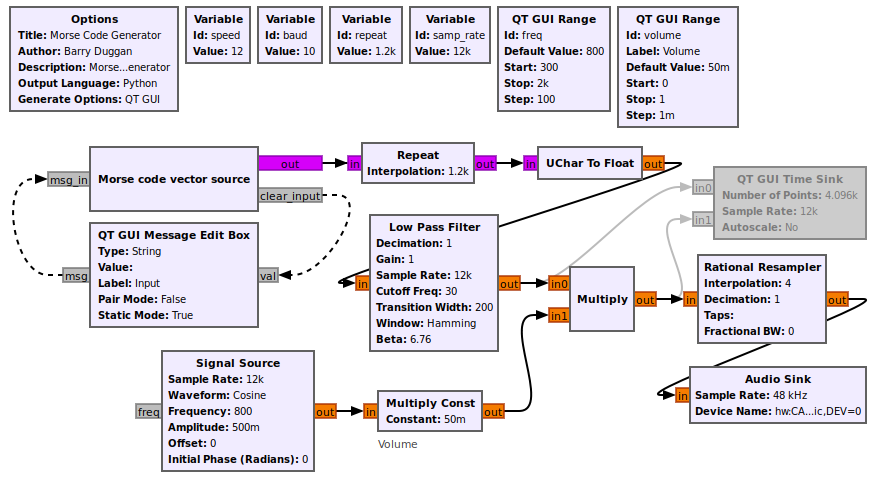 Options
Title: Morse Code Generator
Author: Barry Duggan
Description: Morse...enerator
Output Language: Python
Generate Options: QT GUI
Variable
Id: speed
Value: 12
Variable
Id: baud
Value: 10
Variable
Id: repeat
Value: 1.2k
Variable
Id: samp_rate
Value: 12k
QT GUI Range
Id: freq
Default Value: 800
Start: 300
Stop: 2k
Step: 100
QT GUI Range
Id: volume
Label: Volume
Default Value: 50m
Start: 0
Stop: 1
Step: 1m
msg_in
Morse code vector source
out
clear_input
in
Repeat
Interpolation: 1.2k
out
in
UChar To Float
out
in0
in1
QT GUI Time Sink
Number of Points: 4.096k
Sample Rate: 12k
Autoscale: No
msg
QT GUI Message Edit Box
Type: String
Value:
Label: Input
Pair Mode: False
Static Mode: True
val
in
Low Pass Filter
Decimation: 1
Gain: 1
Sample Rate: 12k
Cutoff Freq: 30
Transition Width: 200
Window: Hamming
Beta: 6.76
out
in0
in1
Multiply
out
in
Rational Resampler
Interpolation: 4
Decimation: 1
Taps:
Fractional BW: 0
out
freq
Signal Source
Sample Rate: 12k
Waveform: Cosine
Frequency: 800
Amplitude: 500m
Offset: 0
Initial Phase (Radians): 0
out
in
Multiply Const
Constant: 50m
out
Volume
in
Audio Sink
Sample Rate: 48 kHz
Device Name: hw:CA...ic,DEV=0